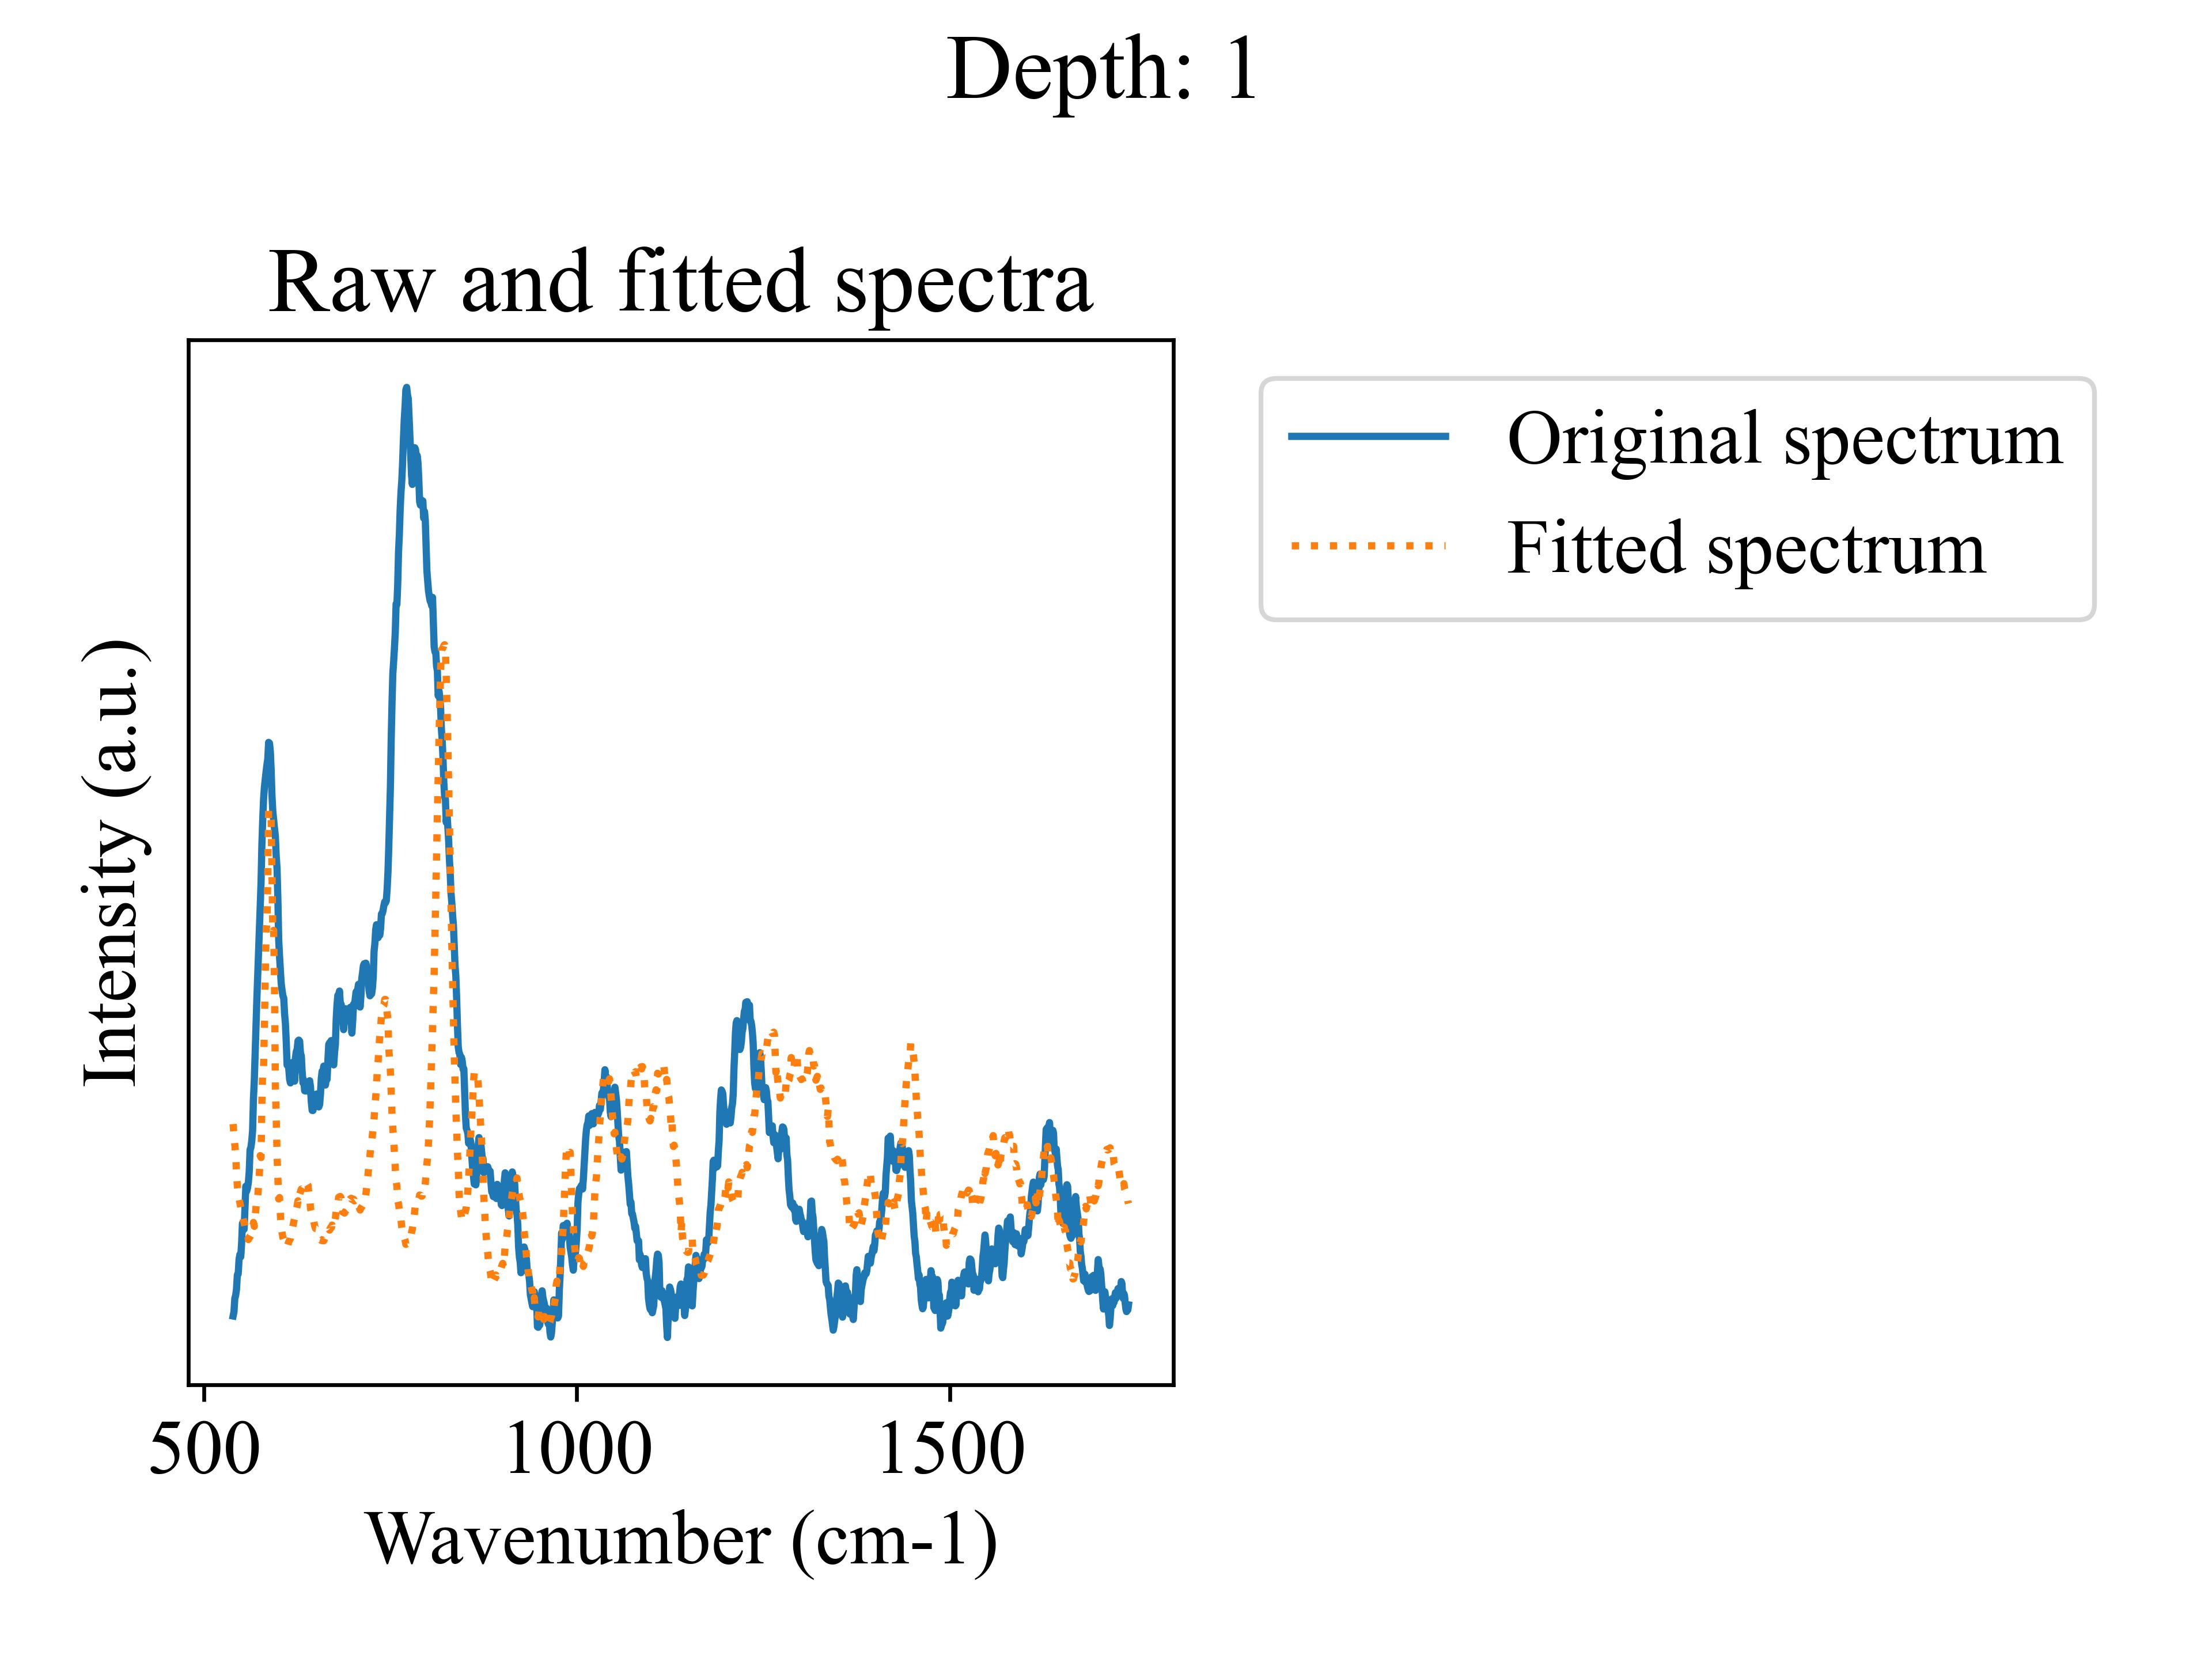 Depth: 1
Raw and fitted spectra
Original spectrum
Fitted spectrum
Intensity (a.u.)
500 1000 1500
Wavenumber (cm-1)